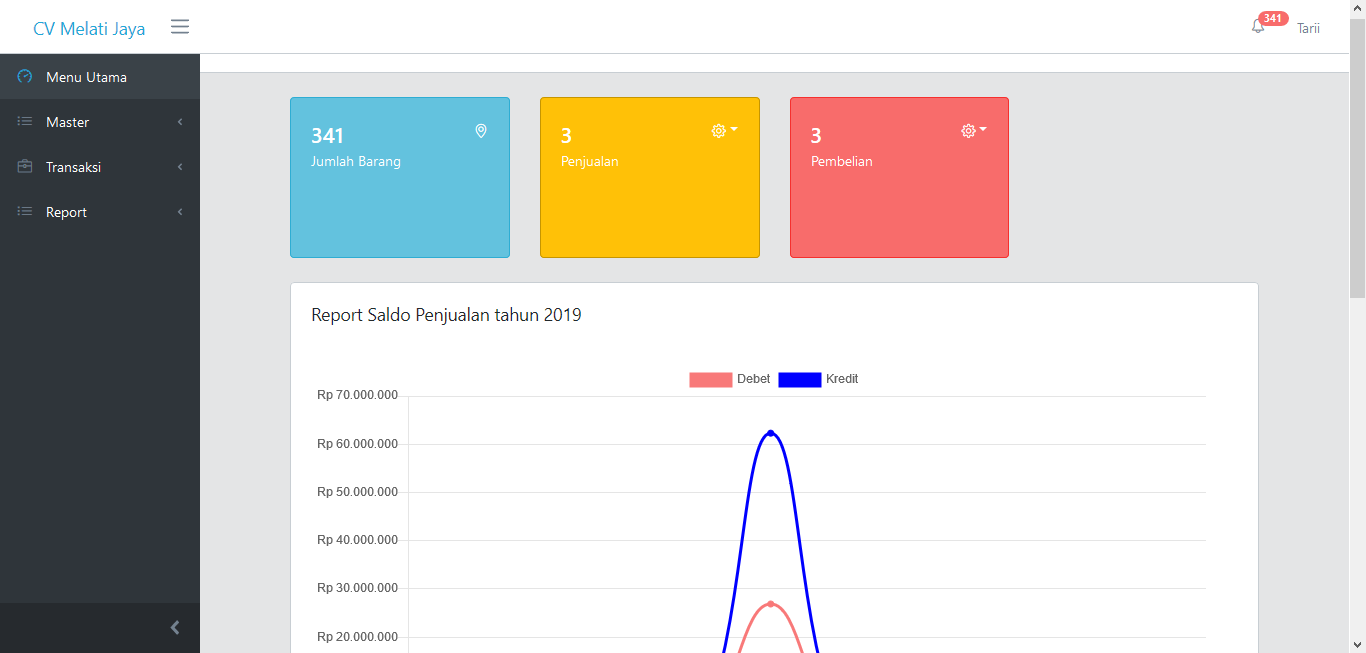 CV Melati Jaya
341
Tarii
Menu Utama
Master
Transaksi
Report
341
Jumlah Barang
3
Penjualan
3
Pembelian
Report Saldo Penjualan tahun 2019
Debet
Kredit
Rp 70.000.000
Rp 60.000.000
Rp 50.000.000
Rp 40.000.000
Rp 30.000.000
Rp 20.000.000